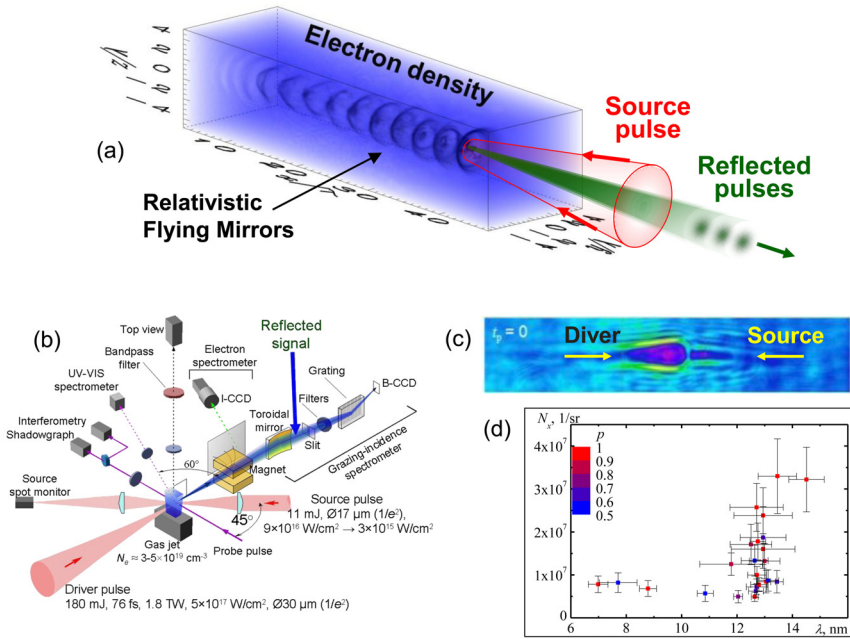 Electron density
Source
pulse
Reflected
pulses
(a)
Relativistic
Flying Mirrors
(b)
Top view
Bandpass
filter
UV-VIS
spectrometer
Interferometry
Shadowgraph
Source
spot monitor
Reflected
signal
Electron
spectrometer
I-CCD
Toroidal
mirror
Filters
Grating
B-CCD
Slit
Grazing-incidence
spectrometer
Magnet
60°
45°
Source pulse
11 mJ, Ø17 µm (1/e²),
9×10¹⁶ W/cm² → 3×10¹⁵ W/cm²
Gas jet
Probe pulse
Nₑ ≈ 3–5×10¹⁹ cm⁻³
Driver pulse
180 mJ, 76 fs, 1.8 TW, 5×10¹⁷ W/cm², Ø30 µm (1/e²)
(c)
tₚ = 0
Diver
Source
(d)
Nₓ, 1/sr
p
1
0.9
0.8
0.7
0.6
0.5
4x10⁷
3x10⁷
2x10⁷
1x10⁷
0
6 8 10 12 14 λ, nm